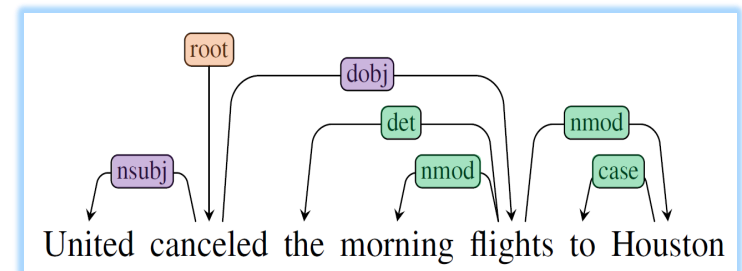 root
dobj
det
nmod
nsubj
nmod
case
United canceled the morning flights to Houston